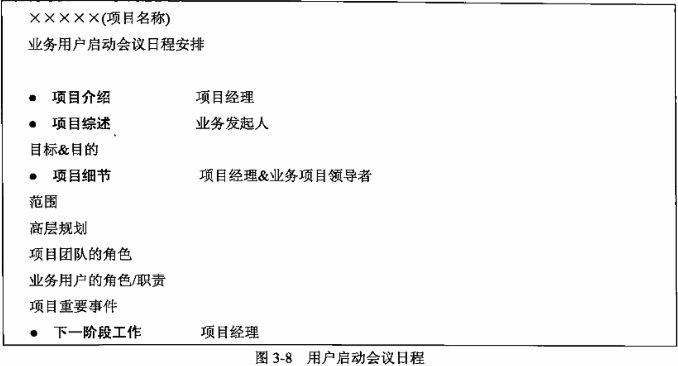 ×××××(项目名称)
业务用户启动会议日程安排
● 项目介绍 项目经理
● 项目综述 业务发起人
目标&目的
● 项目细节 项目经理&业务项目领导者
范围
高层规划
项目团队的角色
业务用户的角色/职责
项目重要事件
● 下一阶段工作 项目经理
图 3-8 用户启动会议日程